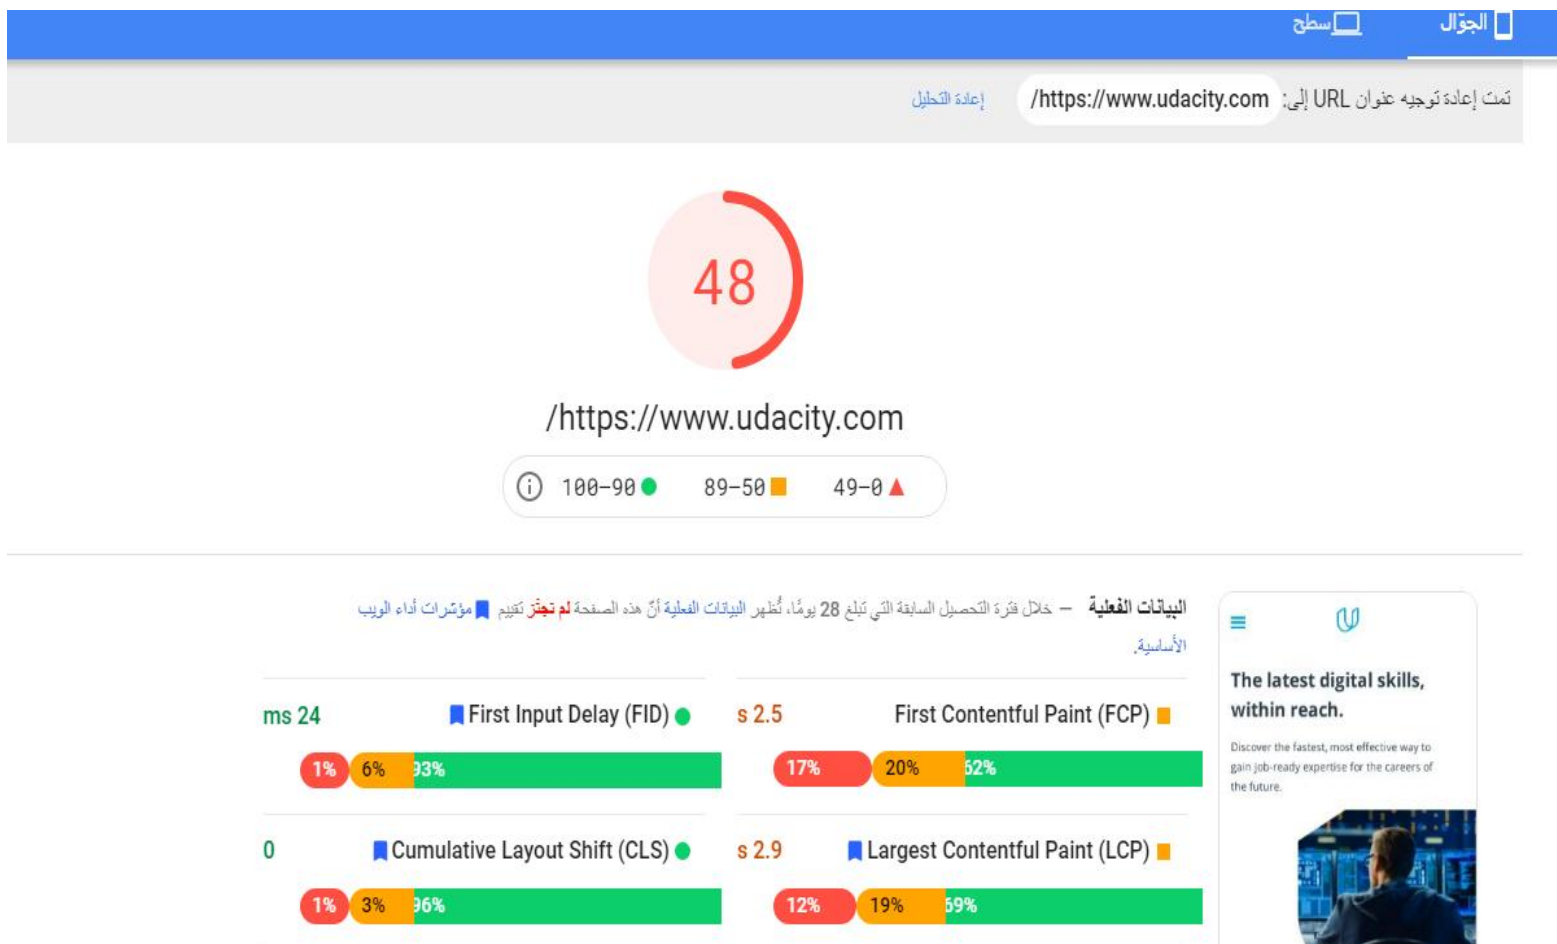 الجوّال سطح
تمت إعادة توجيه عنوان URL إلى: https://www.udacity.com/ إعادة التحليل
48
https://www.udacity.com/
49–0 89–50 100–90
البيانات الفعلية – خلال فترة التحصيل السابقة التي تبلغ 28 يومًا، تُظهر البيانات الفعلية أنّ هذه الصفحة لم تجتَز تقييم مؤشرات أداء الويب
الأساسية.
First Contentful Paint (FCP) 2.5 s
62% 20% 17%
First Input Delay (FID) 24 ms
93% 6% 1%
Largest Contentful Paint (LCP) 2.9 s
69% 19% 12%
Cumulative Layout Shift (CLS) 0
96% 3% 1%
The latest digital skills,
within reach.
Discover the fastest, most effective way to
gain job-ready expertise for the careers of
the future.